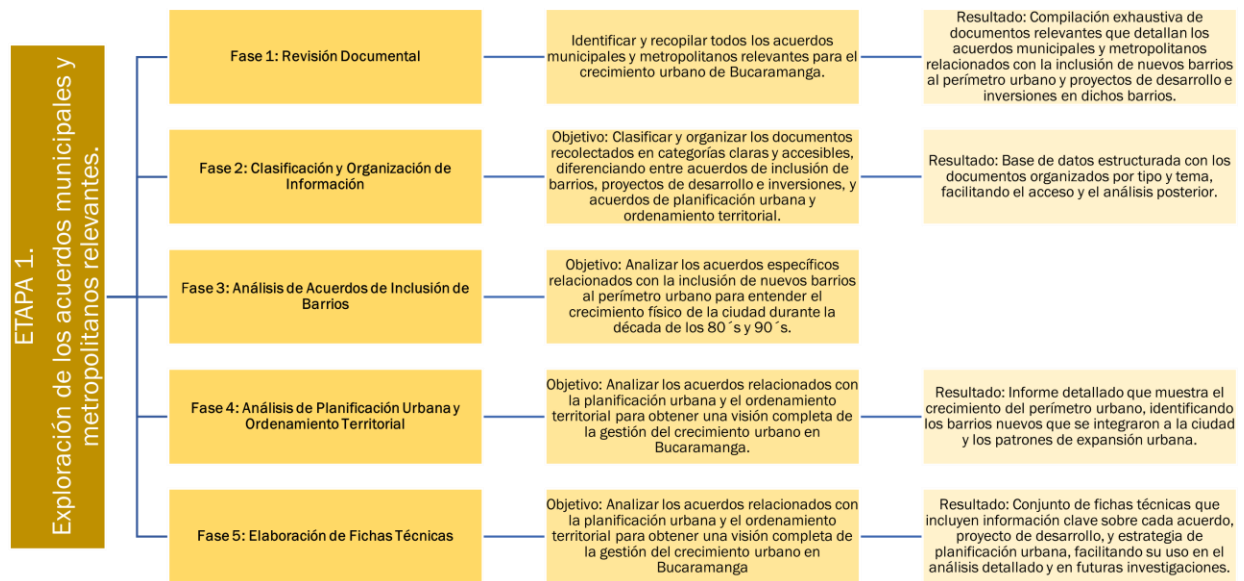 ETAPA 1.
Exploración de los acuerdos municipales y
metropolitanos relevantes.
Fase 1: Revisión Documental
Identificar y recopilar todos los acuerdos
municipales y metropolitanos relevantes para el
crecimiento urbano de Bucaramanga.
Resultado: Compilación exhaustiva de
documentos relevantes que detallan los
acuerdos municipales y metropolitanos
relacionados con la inclusión de nuevos barrios
al perímetro urbano y proyectos de desarrollo e
inversiones en dichos barrios.
Fase 2: Clasificación y Organización de
Información
Objetivo: Clasificar y organizar los documentos
recolectados en categorías claras y accesibles,
diferenciando entre acuerdos de inclusión de
barrios, proyectos de desarrollo e inversiones, y
acuerdos de planificación urbana y
ordenamiento territorial.
Resultado: Base de datos estructurada con los
documentos organizados por tipo y tema,
facilitando el acceso y el análisis posterior.
Fase 3: Análisis de Acuerdos de Inclusión de
Barrios
Objetivo: Analizar los acuerdos específicos
relacionados con la inclusión de nuevos barrios
al perímetro urbano para entender el
crecimiento físico de la ciudad durante la
década de los 80´s y 90´s.
Fase 4: Análisis de Planificación Urbana y
Ordenamiento Territorial
Objetivo: Analizar los acuerdos relacionados con
la planificación urbana y el ordenamiento
territorial para obtener una visión completa de
la gestión del crecimiento urbano en
Bucaramanga.
Resultado: Informe detallado que muestra el
crecimiento del perímetro urbano, identificando
los barrios nuevos que se integraron a la ciudad
y los patrones de expansión urbana.
Fase 5: Elaboración de Fichas Técnicas
Objetivo: Analizar los acuerdos relacionados con
la planificación urbana y el ordenamiento
territorial para obtener una visión completa de
la gestión del crecimiento urbano en
Bucaramanga
Resultado: Conjunto de fichas técnicas que
incluyen información clave sobre cada acuerdo,
proyecto de desarrollo, y estrategia de
planificación urbana, facilitando su uso en el
análisis detallado y en futuras investigaciones.